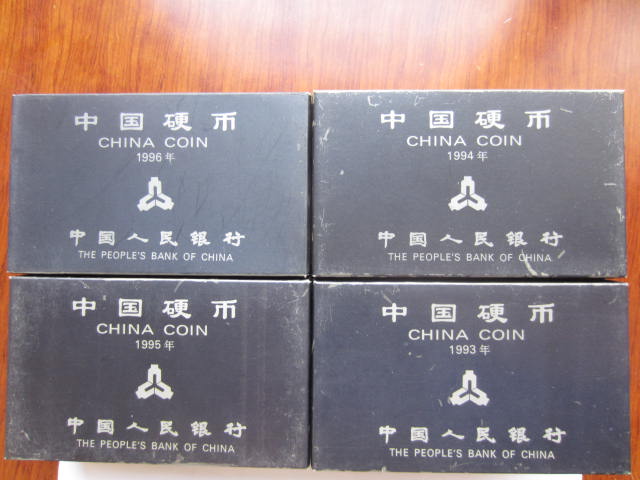 中国硬币
CHINA COIN
1996年
中国人民银行
THE PEOPLE'S BANK OF CHINA
中国硬币
CHINA COIN
1994年
中国人民银行
THE PEOPLE'S BANK OF CHINA
中国硬币
CHINA COIN
1995年
中国人民银行
THE PEOPLE'S BANK OF CHINA
中国硬币
CHINA COIN
1993年
中国人民银行
THE PEOPLE'S BANK OF CHINA